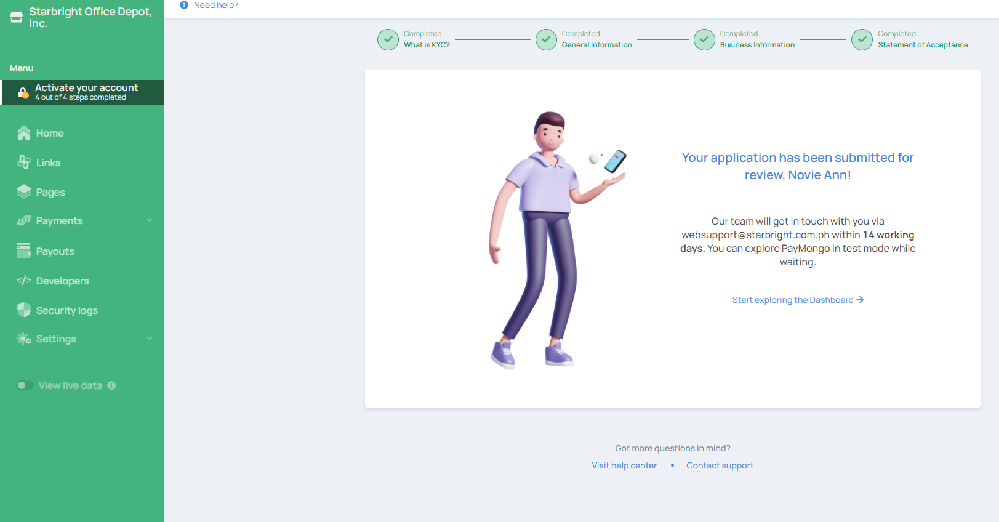 Starbright Office Depot,
Inc.
Need help?
Menu
Activate your account
4 out of 4 steps completed
Home
Links
Pages
Payments
Payouts
</> Developers
Security logs
Settings
View live data
Completed
What is KYC?
Completed
General Information
Completed
Business Information
Completed
Statement of Acceptance
Your application has been submitted for
review, Novie Ann!
Our team will get in touch with you via
websupport@starbright.com.ph within 14 working
days. You can explore PayMongo in test mode while
waiting.
Start exploring the Dashboard →
Got more questions in mind?
Visit help center • Contact support